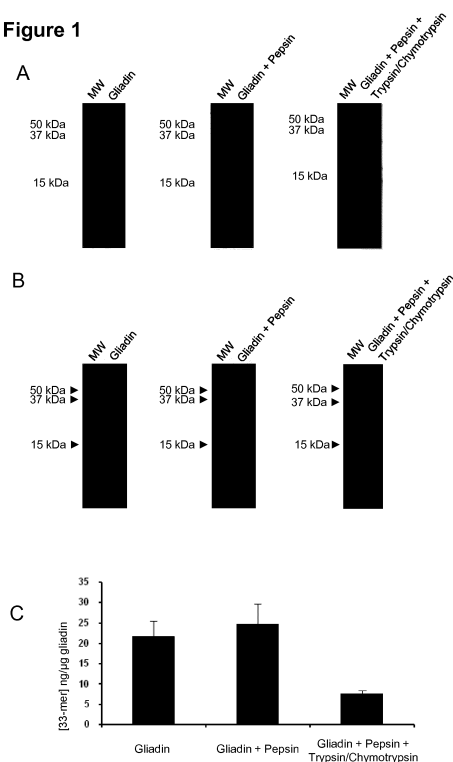 Figure 1
A
MW
Gliadin
50 kDa
37 kDa
15 kDa
MW
Gliadin + Pepsin
50 kDa
37 kDa
15 kDa
MW
Gliadin + Pepsin +
Trypsin/Chymotrypsin
50 kDa
37 kDa
15 kDa
B
MW
Gliadin
50 kDa
37 kDa
15 kDa
MW
Gliadin + Pepsin
50 kDa
37 kDa
15 kDa
MW
Gliadin + Pepsin +
Trypsin/Chymotrypsin
50 kDa
37 kDa
15 kDa
C
[33-mer] ng/µg gliadin
35
30
25
20
15
10
5
0
Gliadin
Gliadin + Pepsin
Gliadin + Pepsin +
Trypsin/Chymotrypsin